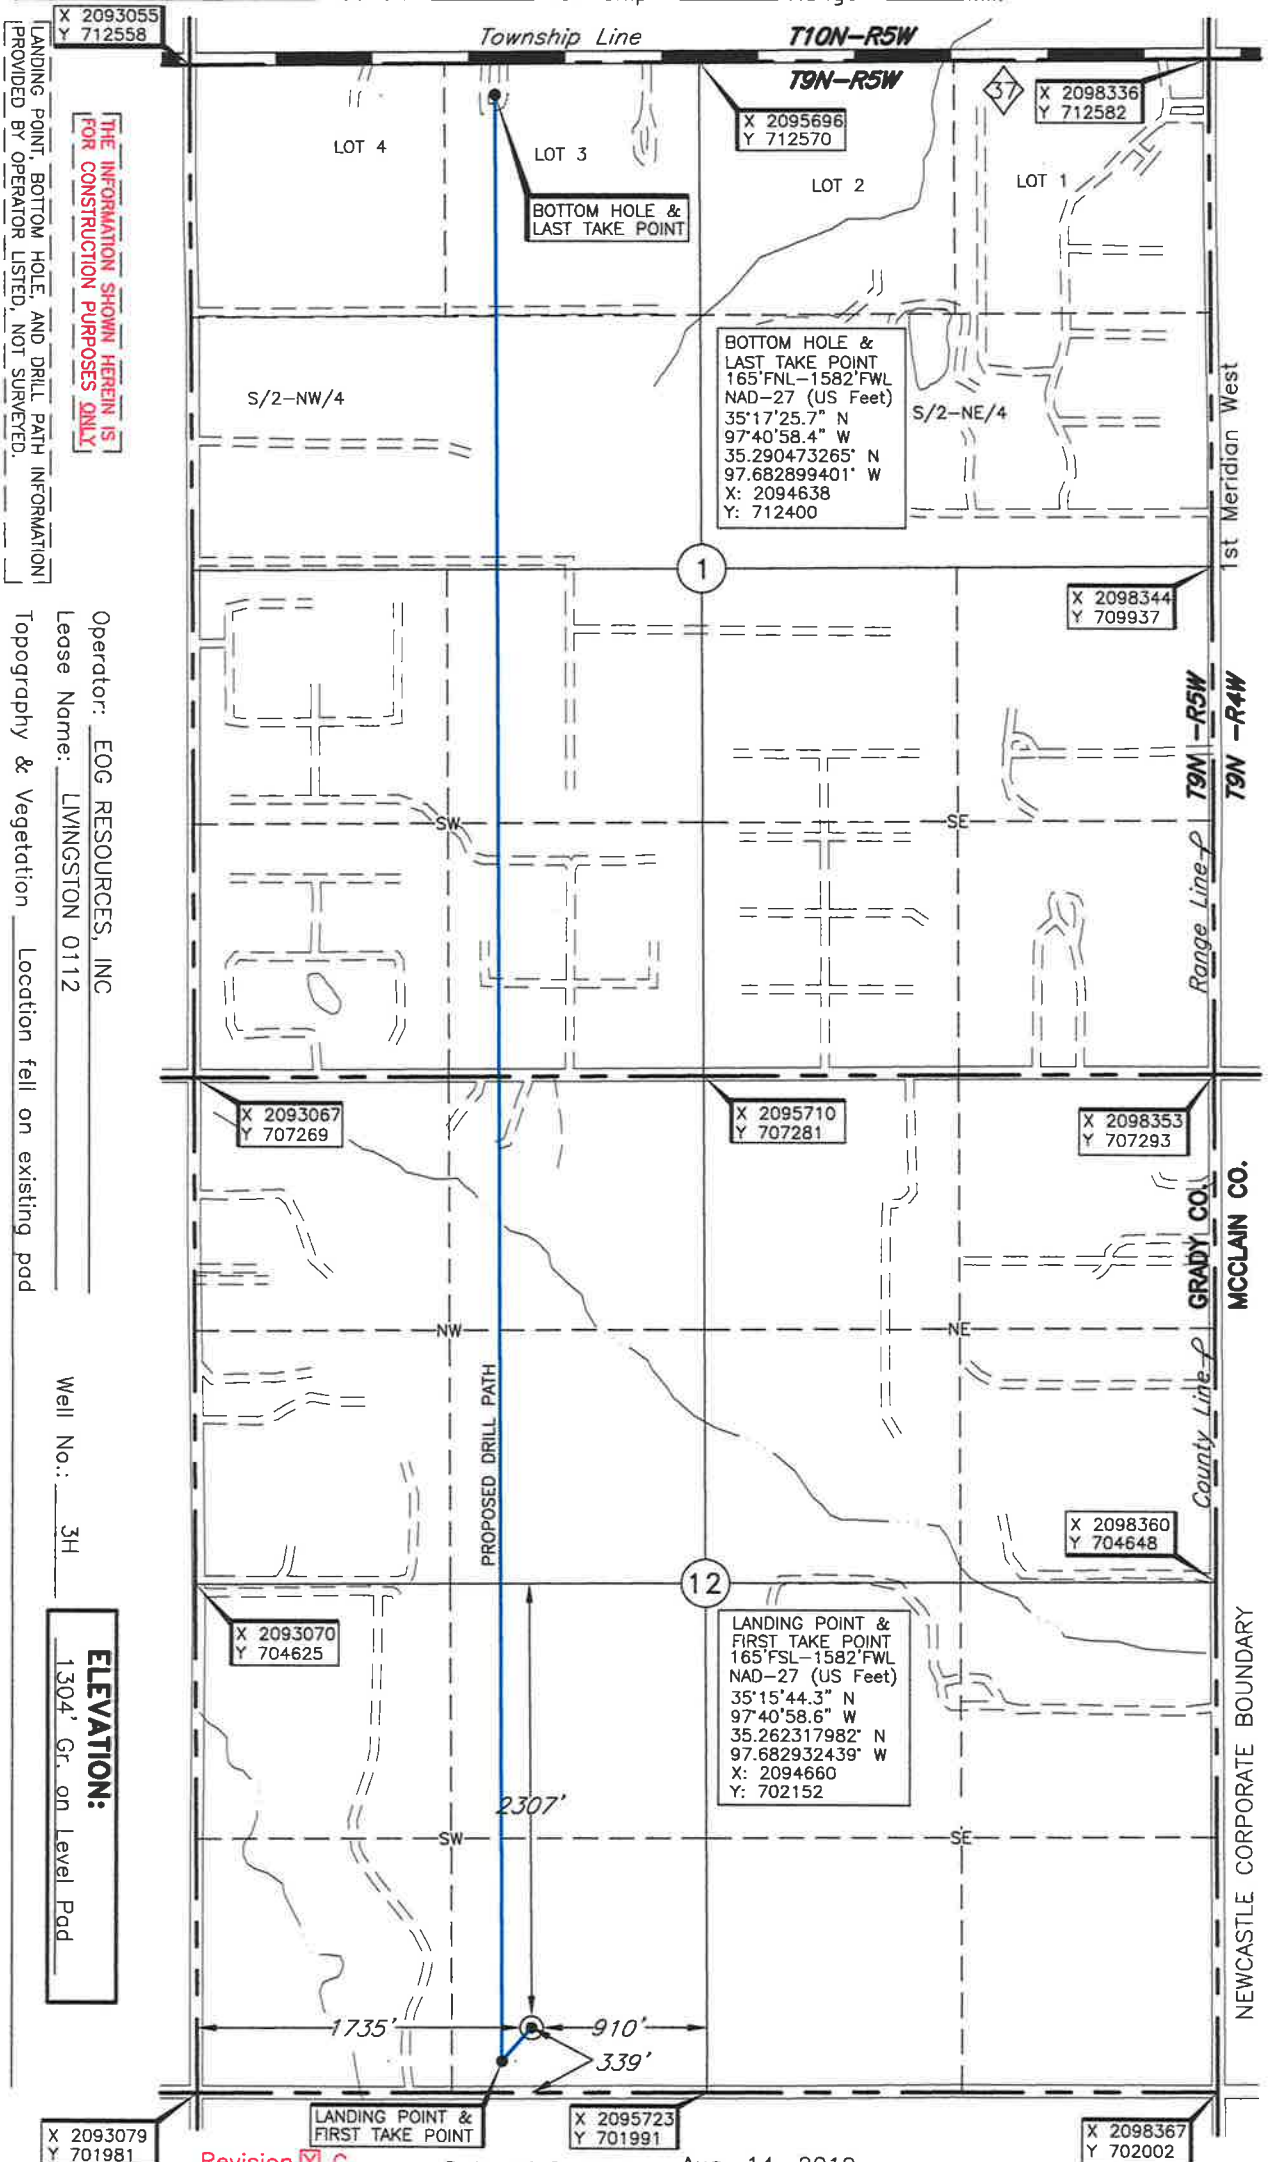 X 2093055
Y 712558
Township Line
T10N-R5W
T9N-R5W
37
X 2098336
Y 712582
X 2095696
Y 712570
LOT 4
LOT 3
LOT 2
LOT 1
BOTTOM HOLE &
LAST TAKE POINT
BOTTOM HOLE &
LAST TAKE POINT
165'FNL-1582'FWL
NAD-27 (US Feet)
35°17'25.7" N
97°40'58.4" W
35.290473265° N
97.682899401° W
X: 2094638
Y: 712400
S/2-NW/4
S/2-NE/4
1st Meridian West
1
X 2098344
Y 709937
T9N-R5W
T9N -R4W
Range Line
SW
SE
X 2093067
Y 707269
X 2095710
Y 707281
X 2098353
Y 707293
GRADY CO.
MCCLAIN CO.
County Line
NW
NE
PROPOSED DRILL PATH
X 2098360
Y 704648
12
X 2093070
Y 704625
LANDING POINT &
FIRST TAKE POINT
165'FSL-1582'FWL
NAD-27 (US Feet)
35°15'44.3" N
97°40'58.6" W
35.262317982° N
97.682932439° W
X: 2094660
Y: 702152
NEWCASTLE CORPORATE BOUNDARY
2307'
SW
SE
1735'
910'
339'
LANDING POINT &
FIRST TAKE POINT
X 2093079
Y 701981
X 2095723
Y 701991
X 2098367
Y 702002
THE INFORMATION SHOWN HEREIN IS
FOR CONSTRUCTION PURPOSES ONLY
LANDING POINT, BOTTOM HOLE, AND DRILL PATH INFORMATION
PROVIDED BY OPERATOR LISTED, NOT SURVEYED.
Operator: EOG RESOURCES, INC
Lease Name: LIVINGSTON 0112
Well No.: 3H
Topography & Vegetation Location fell on existing pad
ELEVATION:
1304' Gr. on Level Pad
Revision